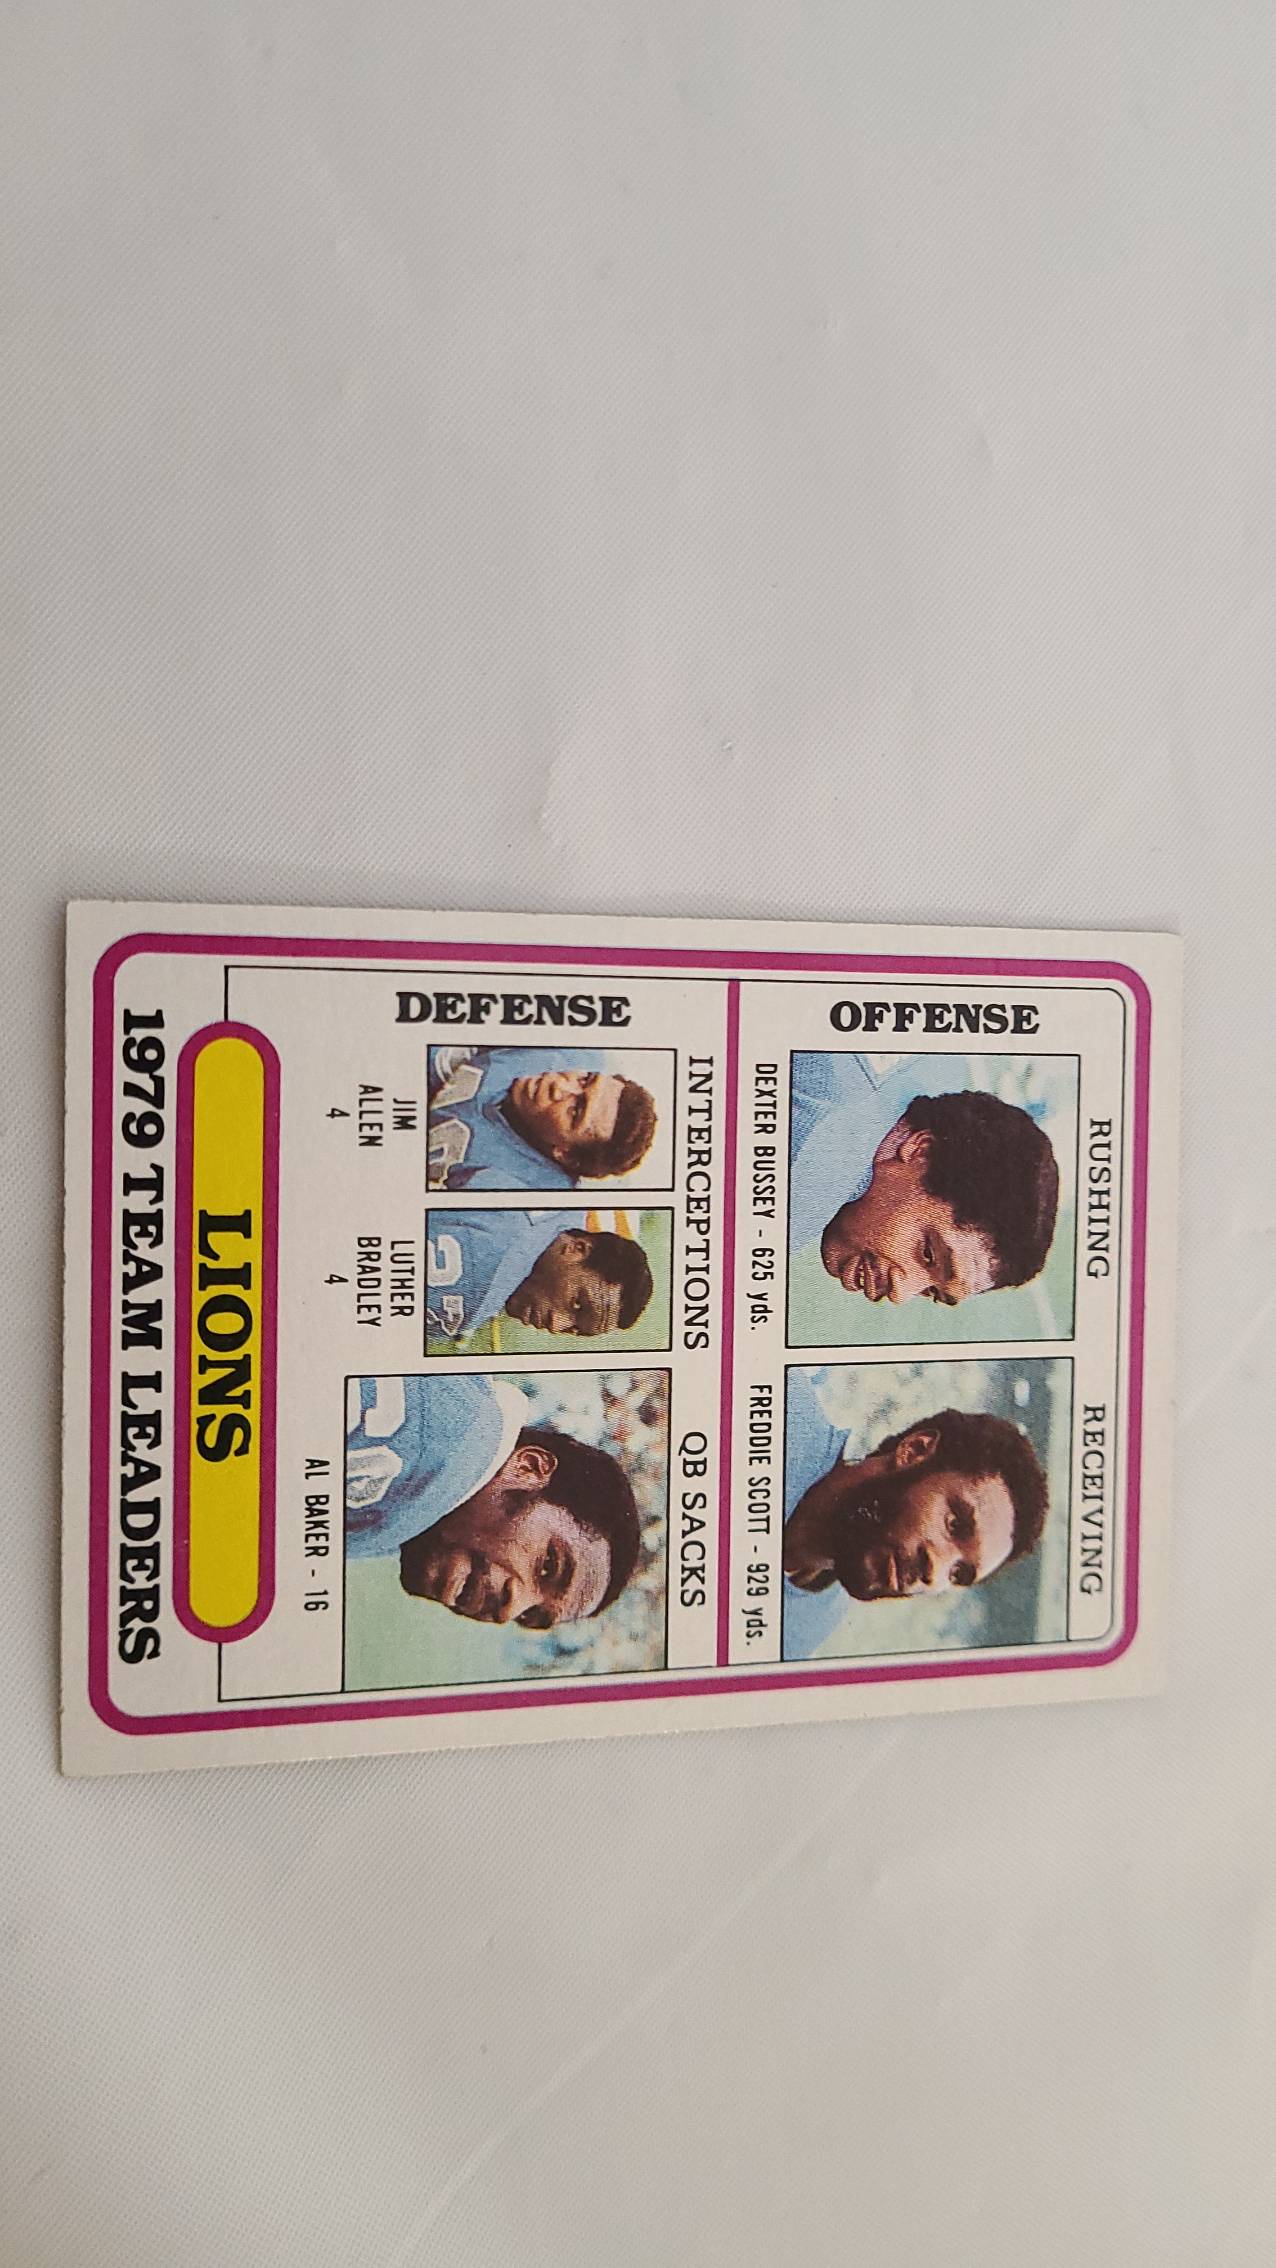 OFFENSE
RUSHING
RECEIVING
DEXTER BUSSEY - 625 yds.
FREDDIE SCOTT - 929 yds.
DEFENSE
INTERCEPTIONS
QB SACKS
JIM
ALLEN
4
LUTHER
BRADLEY
4
AL BAKER - 16
LIONS
1979 TEAM LEADERS